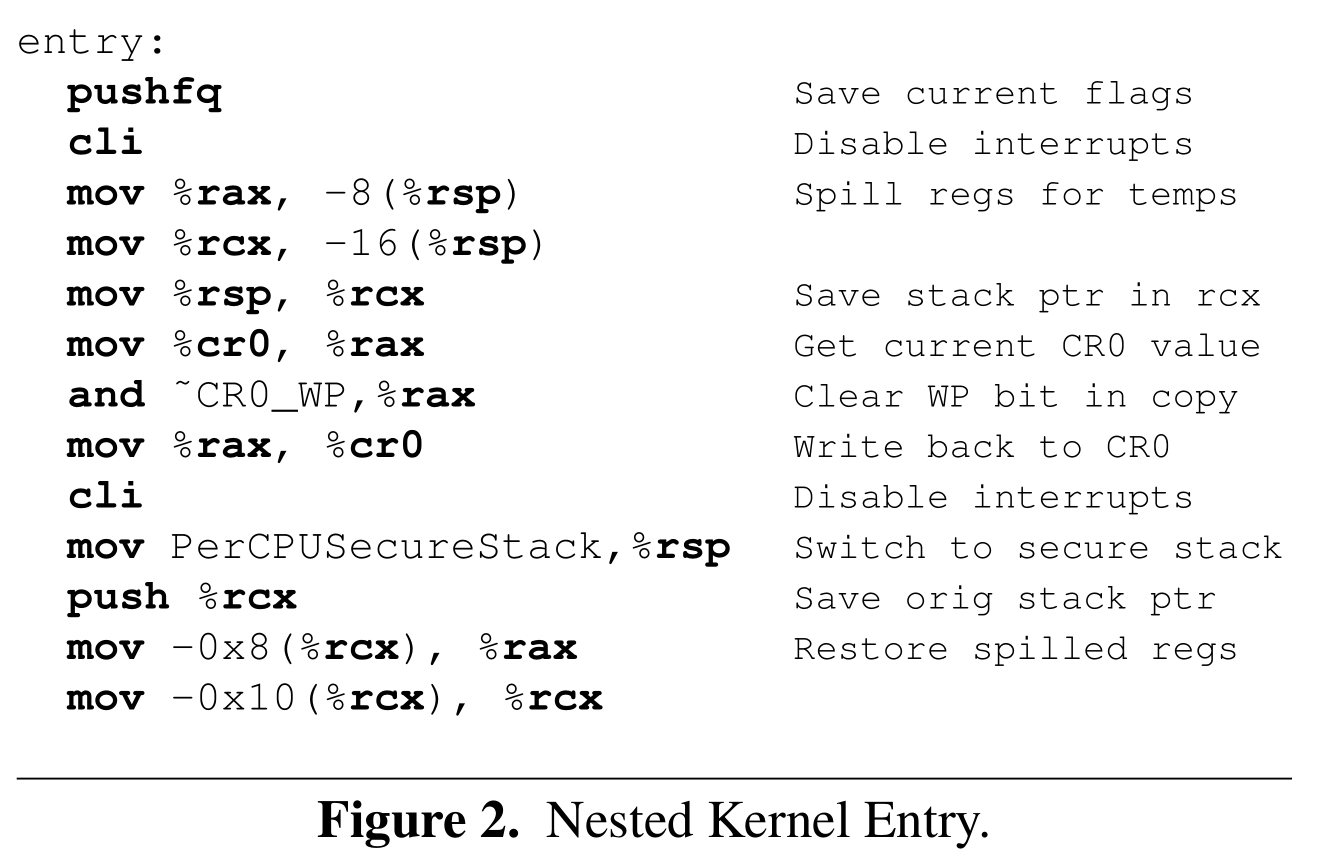 entry:
pushfq Save current flags
cli Disable interrupts
mov %rax, -8(%rsp) Spill regs for temps
mov %rcx, -16(%rsp)
mov %rsp, %rcx Save stack ptr in rcx
mov %cr0, %rax Get current CR0 value
and ~CR0_WP,%rax Clear WP bit in copy
mov %rax, %cr0 Write back to CR0
cli Disable interrupts
mov PerCPUSecureStack,%rsp Switch to secure stack
push %rcx Save orig stack ptr
mov -0x8(%rcx), %rax Restore spilled regs
mov -0x10(%rcx), %rcx
Figure 2. Nested Kernel Entry.